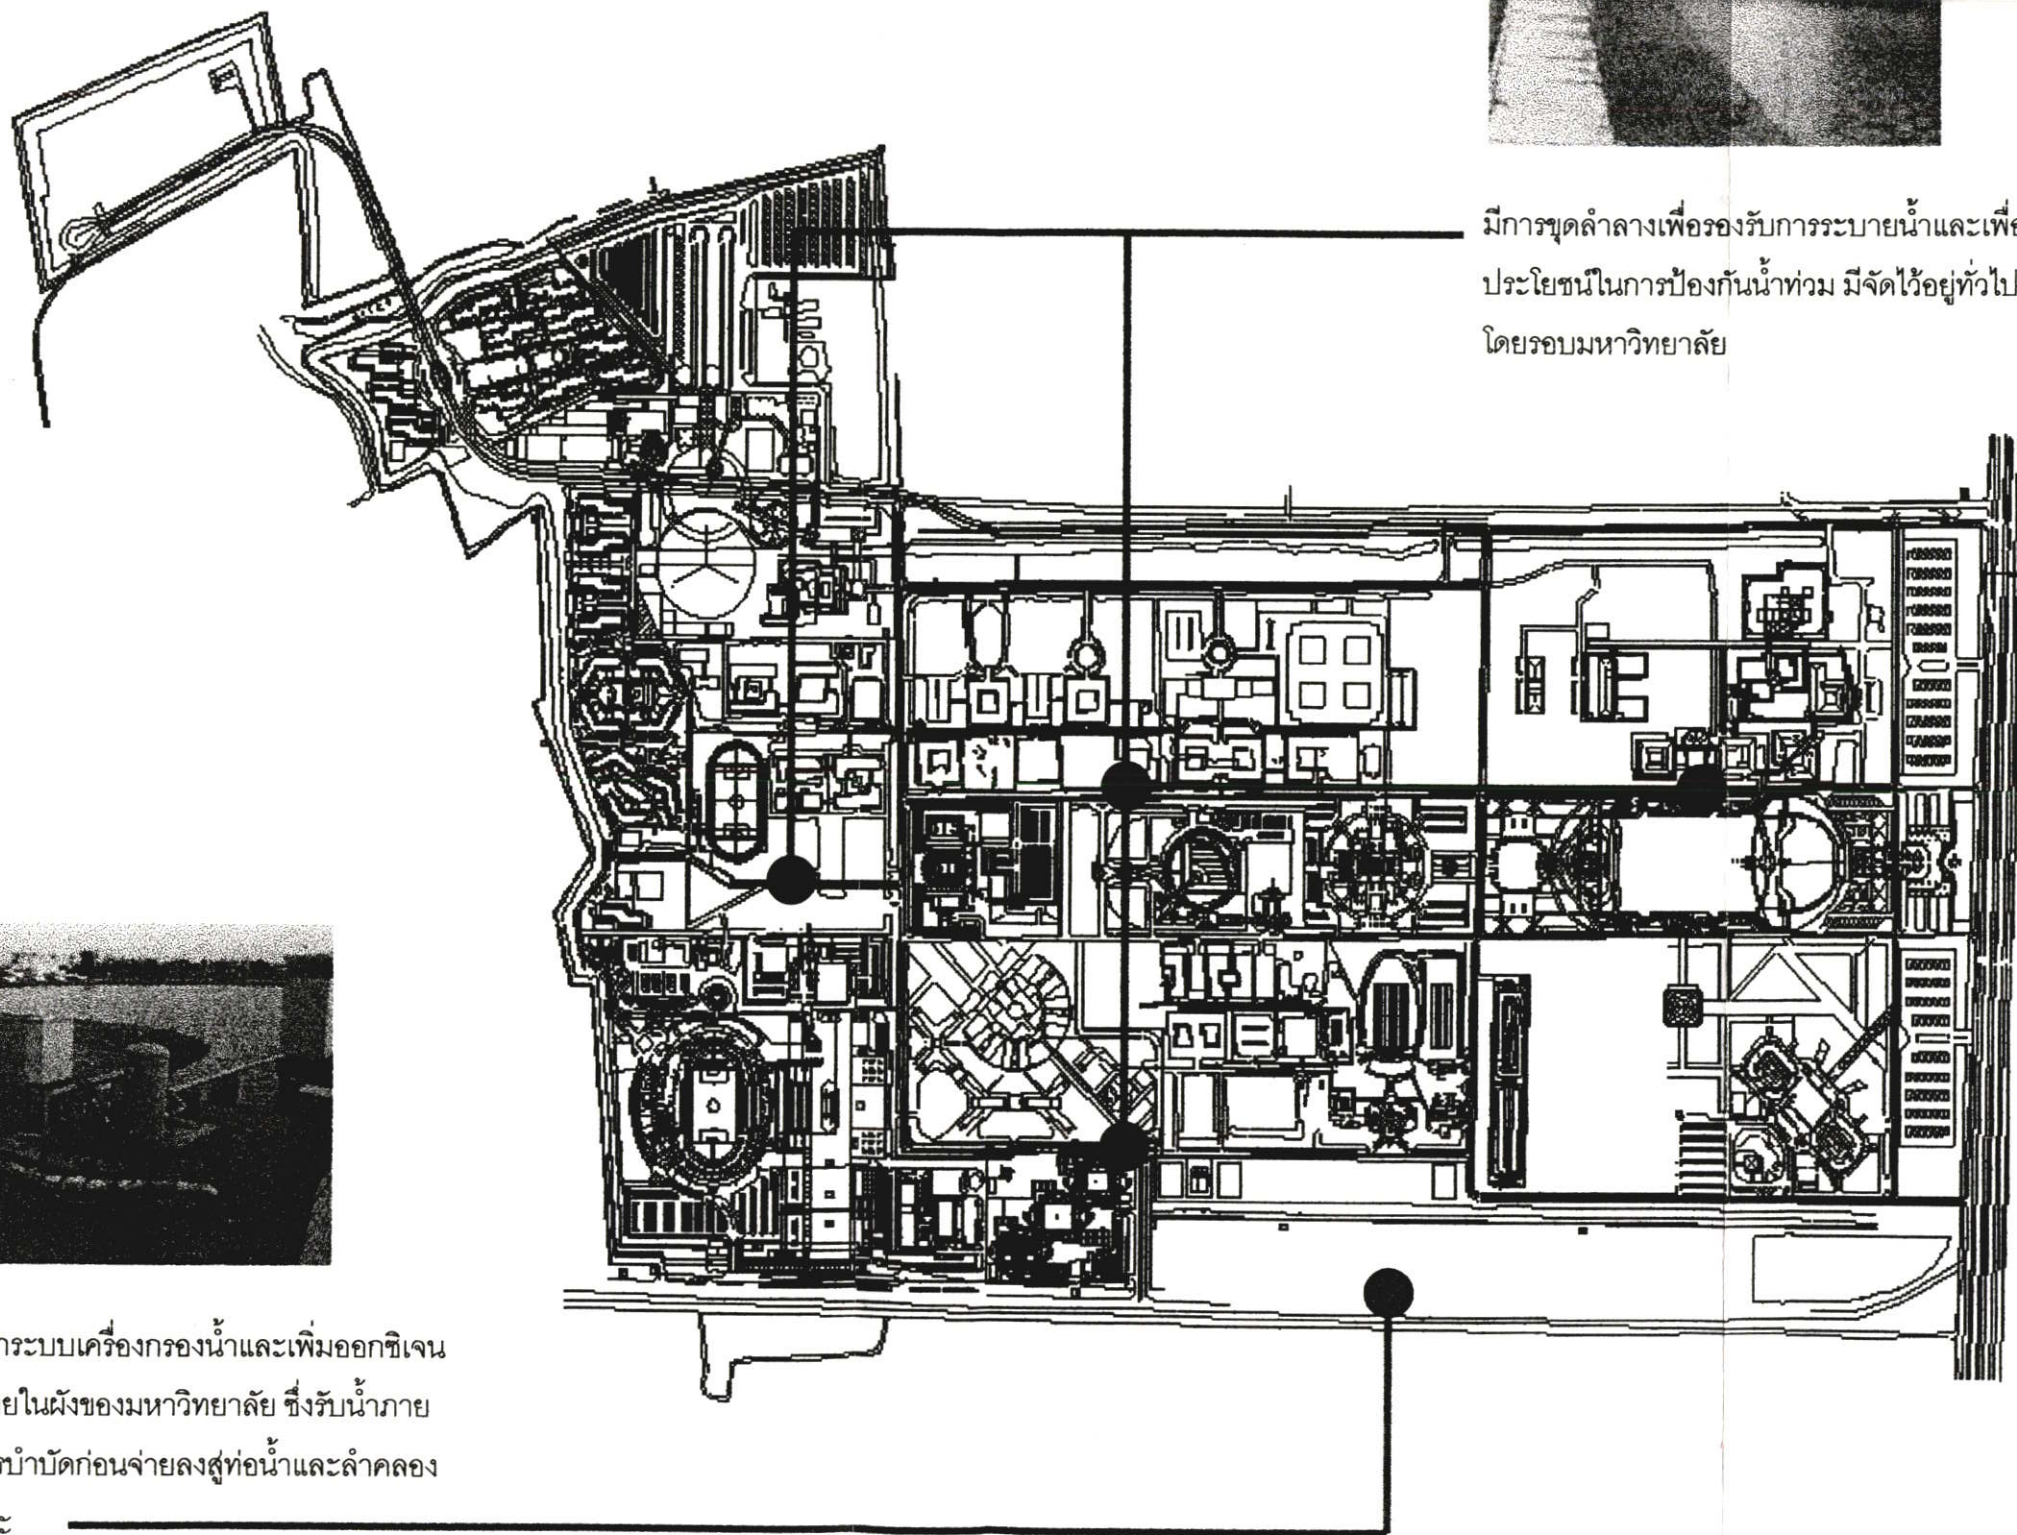 มีการขุดลำลางเพื่อรองรับการระบายน้ำและเพื่อ
ประโยชน์ในการป้องกันน้ำท่วม มีจัดไว้อยู่ทั่วไป
โดยรอบมหาวิทยาลัย
ระบบเครื่องกรองน้ำและเพิ่มออกซิเจน
ในผังของมหาวิทยาลัย ซึ่งรับน้ำภาย
บำบัดก่อนจ่ายลงสู่ท่อน้ำและลำคลอง